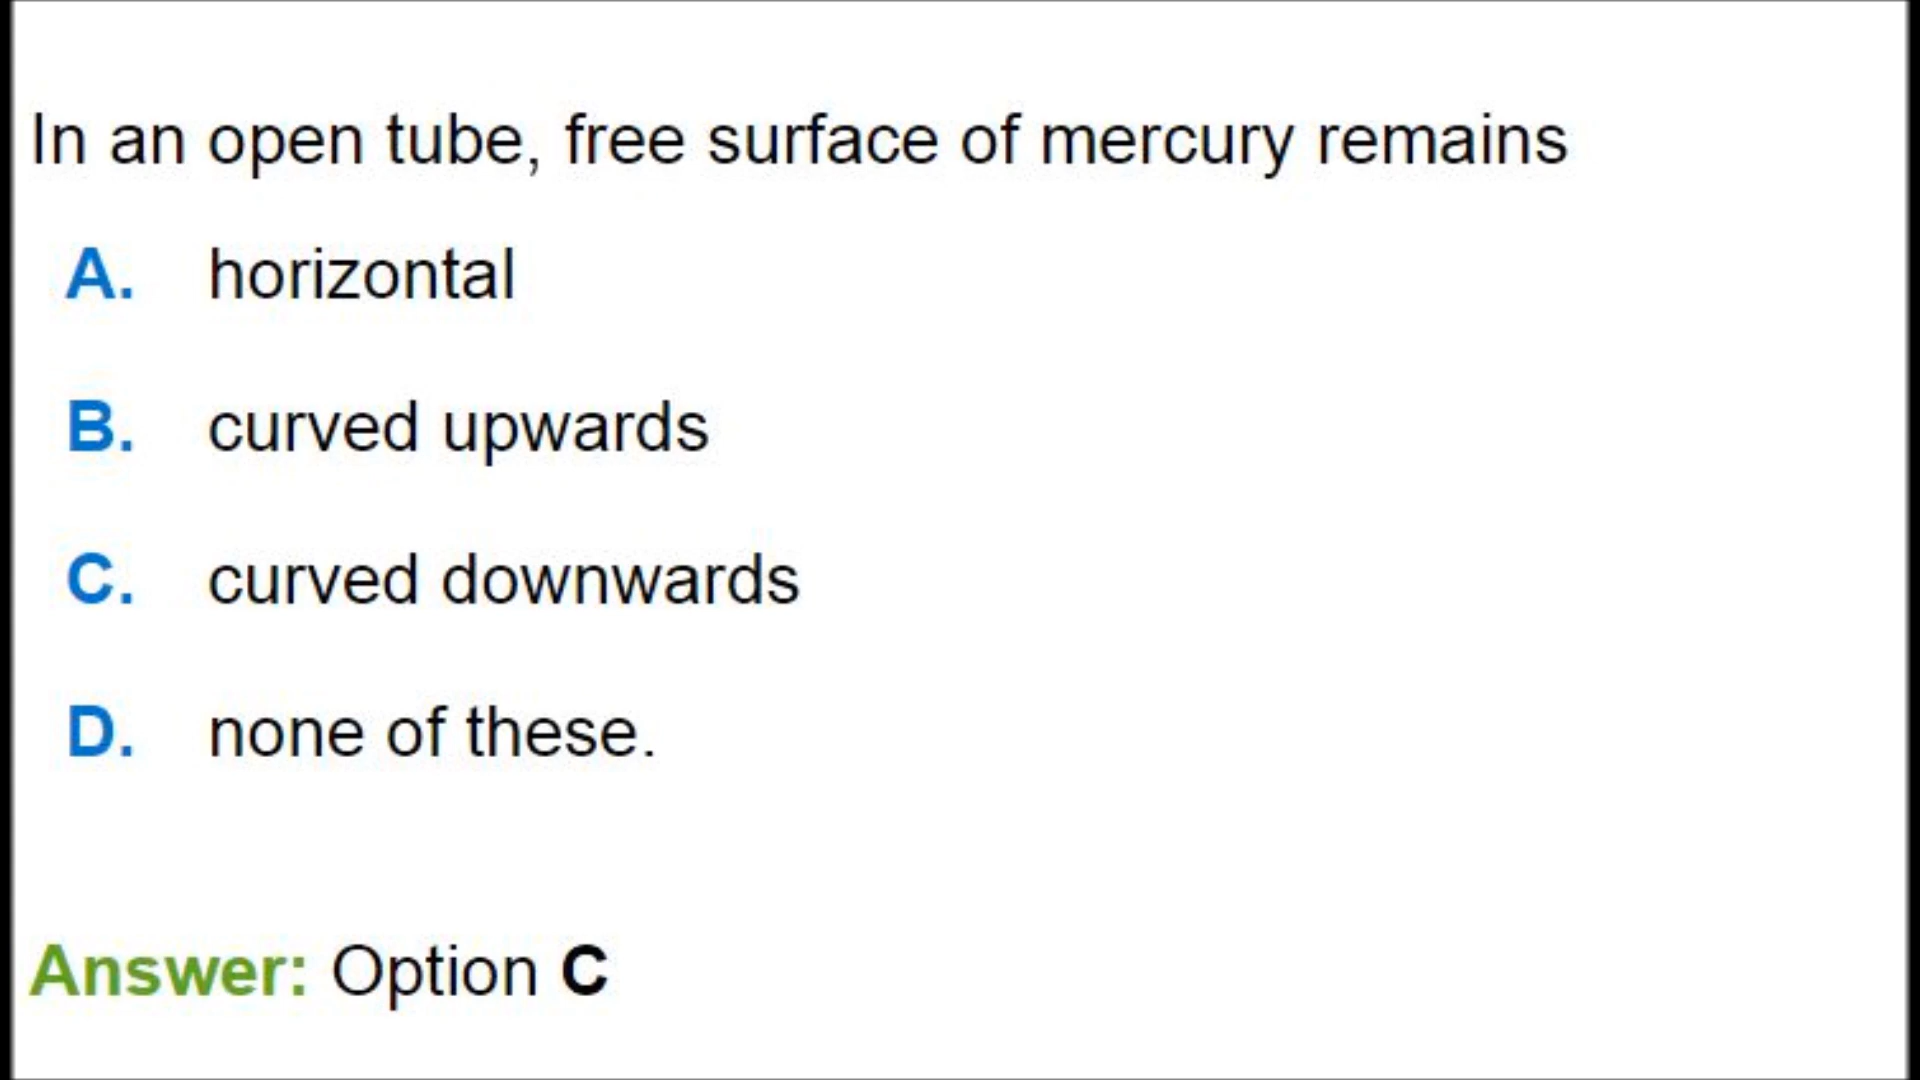 In an open tube, free surface of mercury remains
A. horizontal
B. curved upwards
C. curved downwards
D. none of these.
Answer: Option C